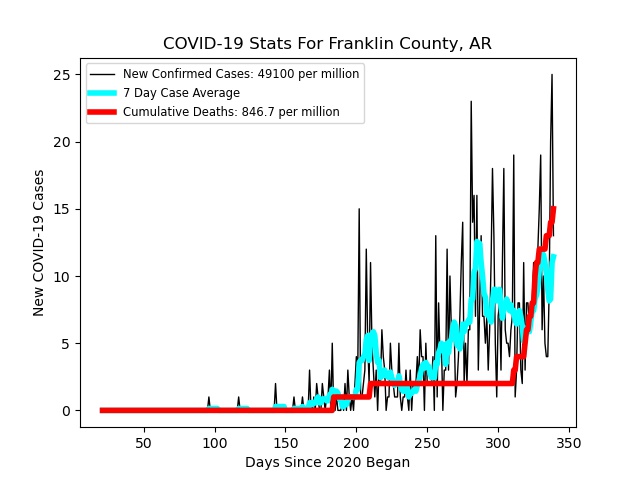 COVID-19 Stats For Franklin County, AR
New Confirmed Cases: 49100 per million
7 Day Case Average
Cumulative Deaths: 846.7 per million
New COVID-19 Cases
25
20
15
10
5
0
50 100 150 200 250 300 350
Days Since 2020 Began